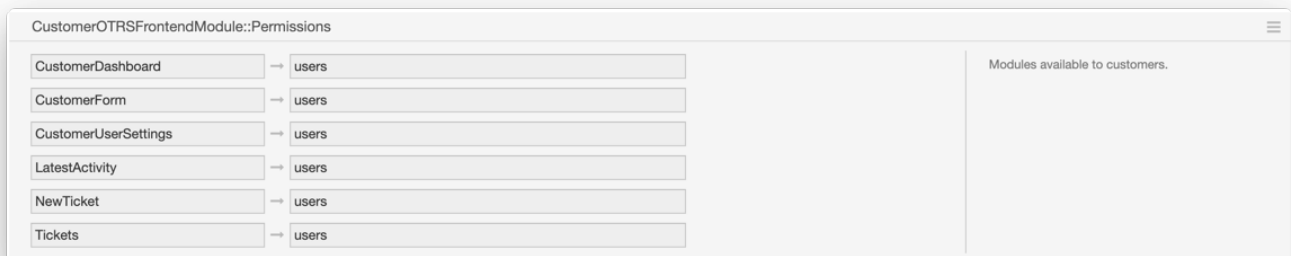 CustomerOTRSFrontendModule::Permissions
CustomerDashboard → users
Modules available to customers.
CustomerForm → users
CustomerUserSettings → users
LatestActivity → users
NewTicket → users
Tickets → users